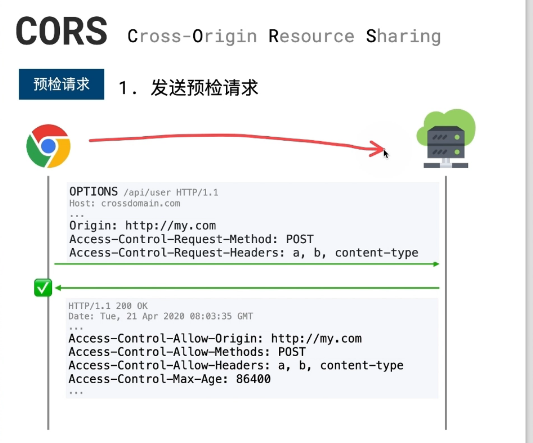 CORS Cross-Origin Resource Sharing
预检请求 1. 发送预检请求
OPTIONS /api/user HTTP/1.1
Host: crossdomain.com
...
Origin: http://my.com
Access-Control-Request-Method: POST
Access-Control-Request-Headers: a, b, content-type
HTTP/1.1 200 OK
Date: Tue, 21 Apr 2020 08:03:35 GMT
...
Access-Control-Allow-Origin: http://my.com
Access-Control-Allow-Methods: POST
Access-Control-Allow-Headers: a, b, content-type
Access-Control-Max-Age: 86400
...